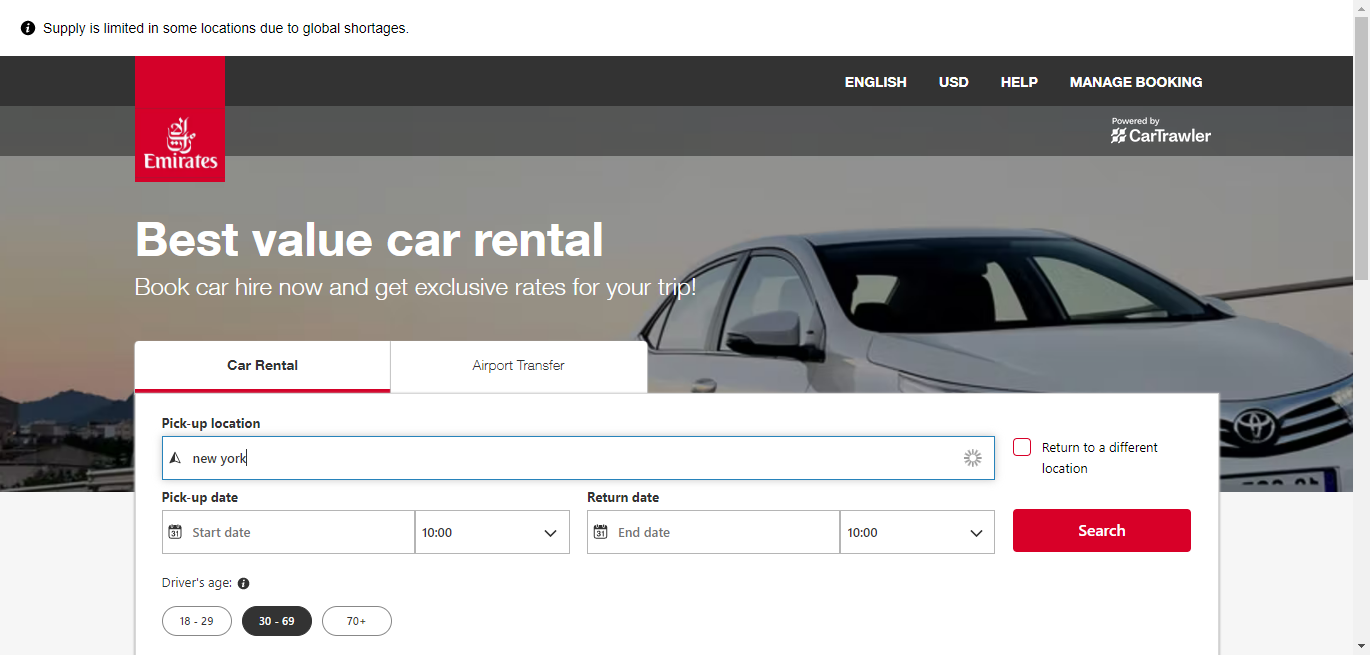 Supply is limited in some locations due to global shortages.
ENGLISH USD HELP MANAGE BOOKING
Powered by
CarTrawler
Emirates
Best value car rental
Book car hire now and get exclusive rates for your trip!
Car Rental Airport Transfer
Pick-up location
new york
Return to a different
location
Pick-up date Return date
31 Start date 10:00 31 End date 10:00
Search
Driver's age:
18 - 29 30 - 69 70+